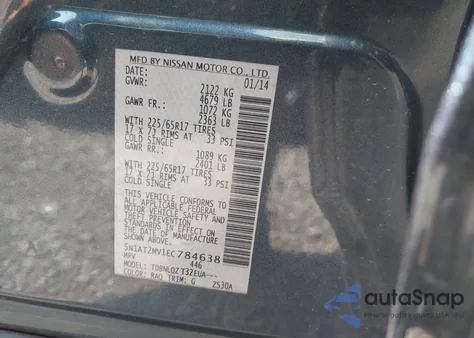 MFD BY NISSAN MOTOR CO., LTD.
DATE: 01/14
GVWR: 2122 KG
4679 LB
GAWR FR.: 1072 KG
2363 LB
WITH 225/65R17 TIRES
17 X 7J RIMS AT 33 PSI
COLD SINGLE
GAWR RR.: 1089 KG
2401 LB
WITH 225/65R17 TIRES
17 X 7J RIMS AT 33 PSI
COLD SINGLE
THIS VEHICLE CONFORMS TO
ALL APPLICABLE FEDERAL
MOTOR VEHICLE SAFETY AND
THEFT PREVENTION
STANDARDS IN EFFECT ON
THE DATE OF MANUFACTURE
SHOWN ABOVE.
5N1AT2MV1EC784638
MPV 446
TDBNLQZ T32EUA---
COLOR: RAQ TRIM: G ZS30A
autoSnap